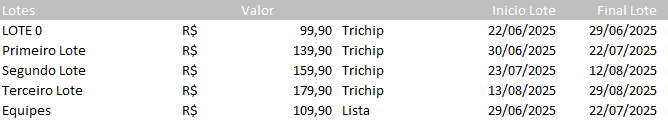 Lotes Valor Inicio Lote Final Lote
LOTE 0 R$ 99,90 Trichip 22/06/2025 29/06/2025
Primeiro Lote R$ 139,90 Trichip 30/06/2025 22/07/2025
Segundo Lote R$ 159,90 Trichip 23/07/2025 12/08/2025
Terceiro Lote R$ 179,90 Trichip 13/08/2025 29/08/2025
Equipes R$ 109,90 Lista 29/06/2025 22/07/2025